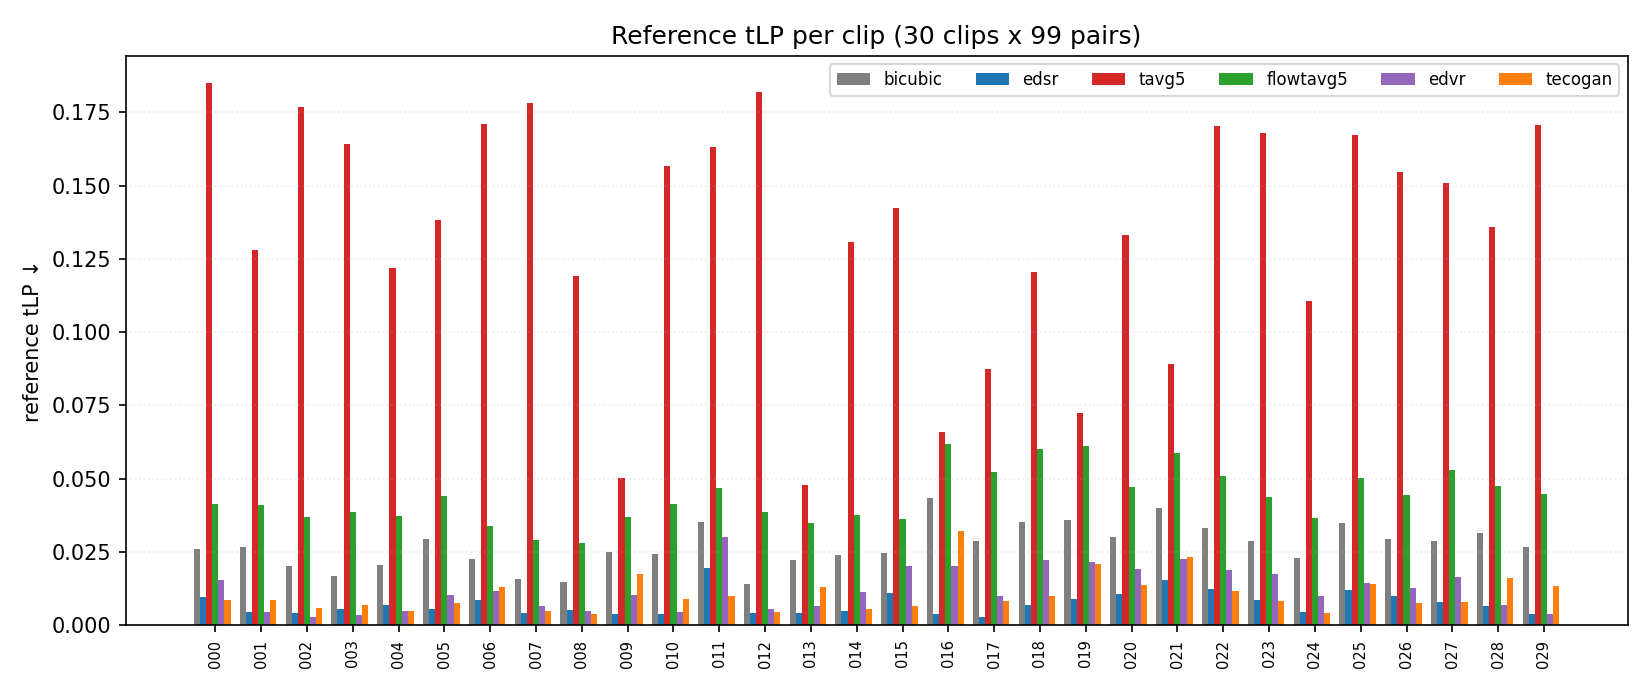 Reference tLP per clip (30 clips x 99 pairs)
bicubic edsr tavg5 flowtavg5 edvr tecogan
reference tLP ↓
0.175
0.150
0.125
0.100
0.075
0.050
0.025
0.000
000 001 002 003 004 005 006 007 008 009 010 011 012 013 014 015 016 017 018 019 020 021 022 023 024 025 026 027 028 029